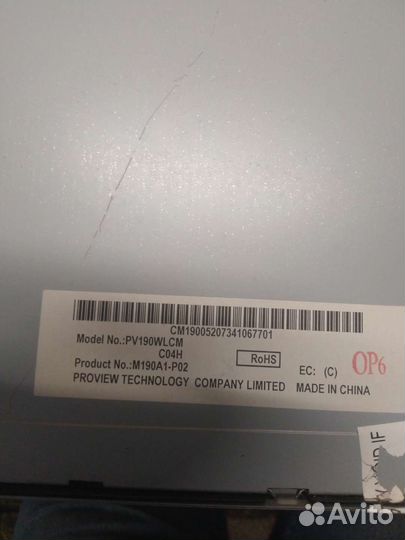 CM19005207341067701
Model No.:PV190WLCM
C04H
RoHS
Product No.:M190A1-P02
EC: (C)
OP6
PROVIEW TECHNOLOGY COMPANY LIMITED MADE IN CHINA
Avito